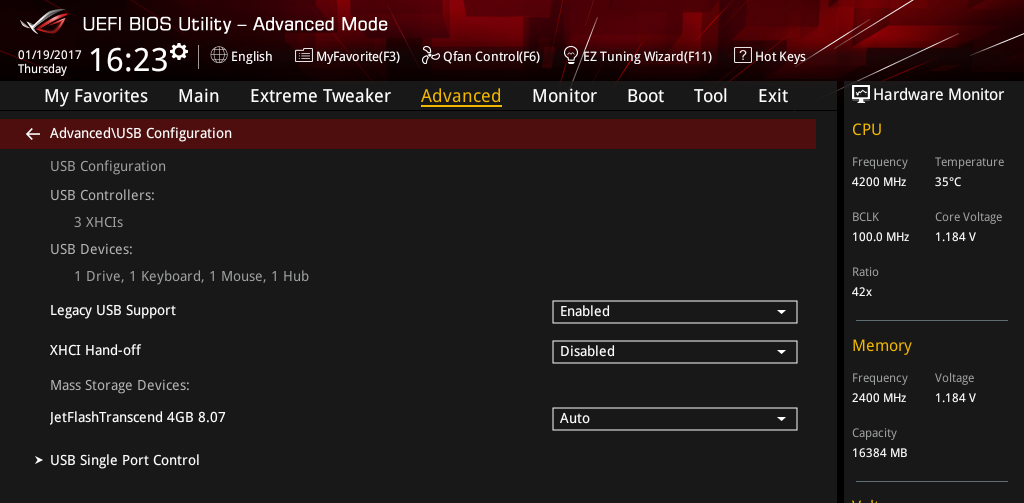 UEFI BIOS Utility – Advanced Mode
01/19/2017
Thursday
16:23
English
MyFavorite(F3)
Qfan Control(F6)
EZ Tuning Wizard(F11)
? Hot Keys
My Favorites
Main
Extreme Tweaker
Advanced
Monitor
Boot
Tool
Exit
Advanced\USB Configuration
USB Configuration
USB Controllers:
3 XHCIs
USB Devices:
1 Drive, 1 Keyboard, 1 Mouse, 1 Hub
Legacy USB Support
Enabled
XHCI Hand-off
Disabled
Mass Storage Devices:
JetFlashTranscend 4GB 8.07
Auto
USB Single Port Control
Hardware Monitor
CPU
Frequency
Temperature
4200 MHz
35°C
BCLK
Core Voltage
100.0 MHz
1.184 V
Ratio
42x
Memory
Frequency
Voltage
2400 MHz
1.184 V
Capacity
16384 MB